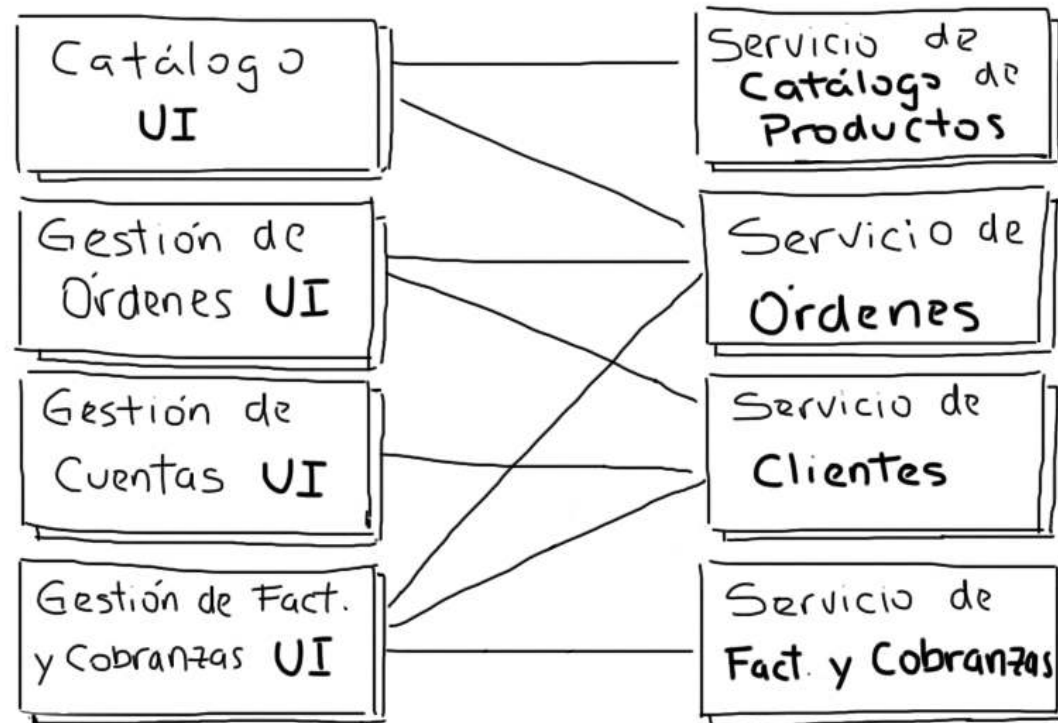 Catálogo
UI
Gestión de
Órdenes UI
Gestión de
Cuentas UI
Gestión de Fact.
y Cobranzas UI
Servicio de
Catálogo de
Productos
Servicio de
Órdenes
Servicio de
Clientes
Servicio de
Fact. y Cobranzas